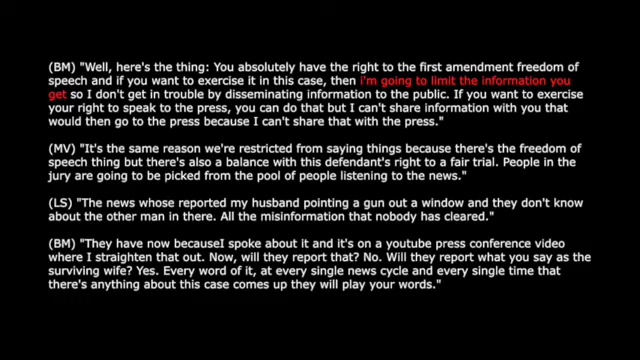 (BM) "Well, here's the thing: You absolutely have the right to the first amendment freedom of
speech and if you want to exercise it in this case, then i'm going to limit the information you
get so I don't get in trouble by disseminating information to the public. If you want to exercise
your right to speak to the press, you can do that but I can't share information with you that
would then go to the press because I can't share that with the press."
(MV) "It's the same reason we're restricted from saying things because there's the freedom of
speech thing but there's also a balance with this defendant's right to a fair trial. People in the
jury are going to be picked from the pool of people listening to the news."
(LS) "The news whose reported my husband pointing a gun out a window and they don't know
about the other man in there. All the misinformation that nobody has cleared."
(BM) "They have now becauseI spoke about it and it's on a youtube press conference video
where I straighten that out. Now, will they report that? No. Will they report what you say as the
surviving wife? Yes. Every word of it, at every single news cycle and every single time that
there's anything about this case comes up they will play your words."